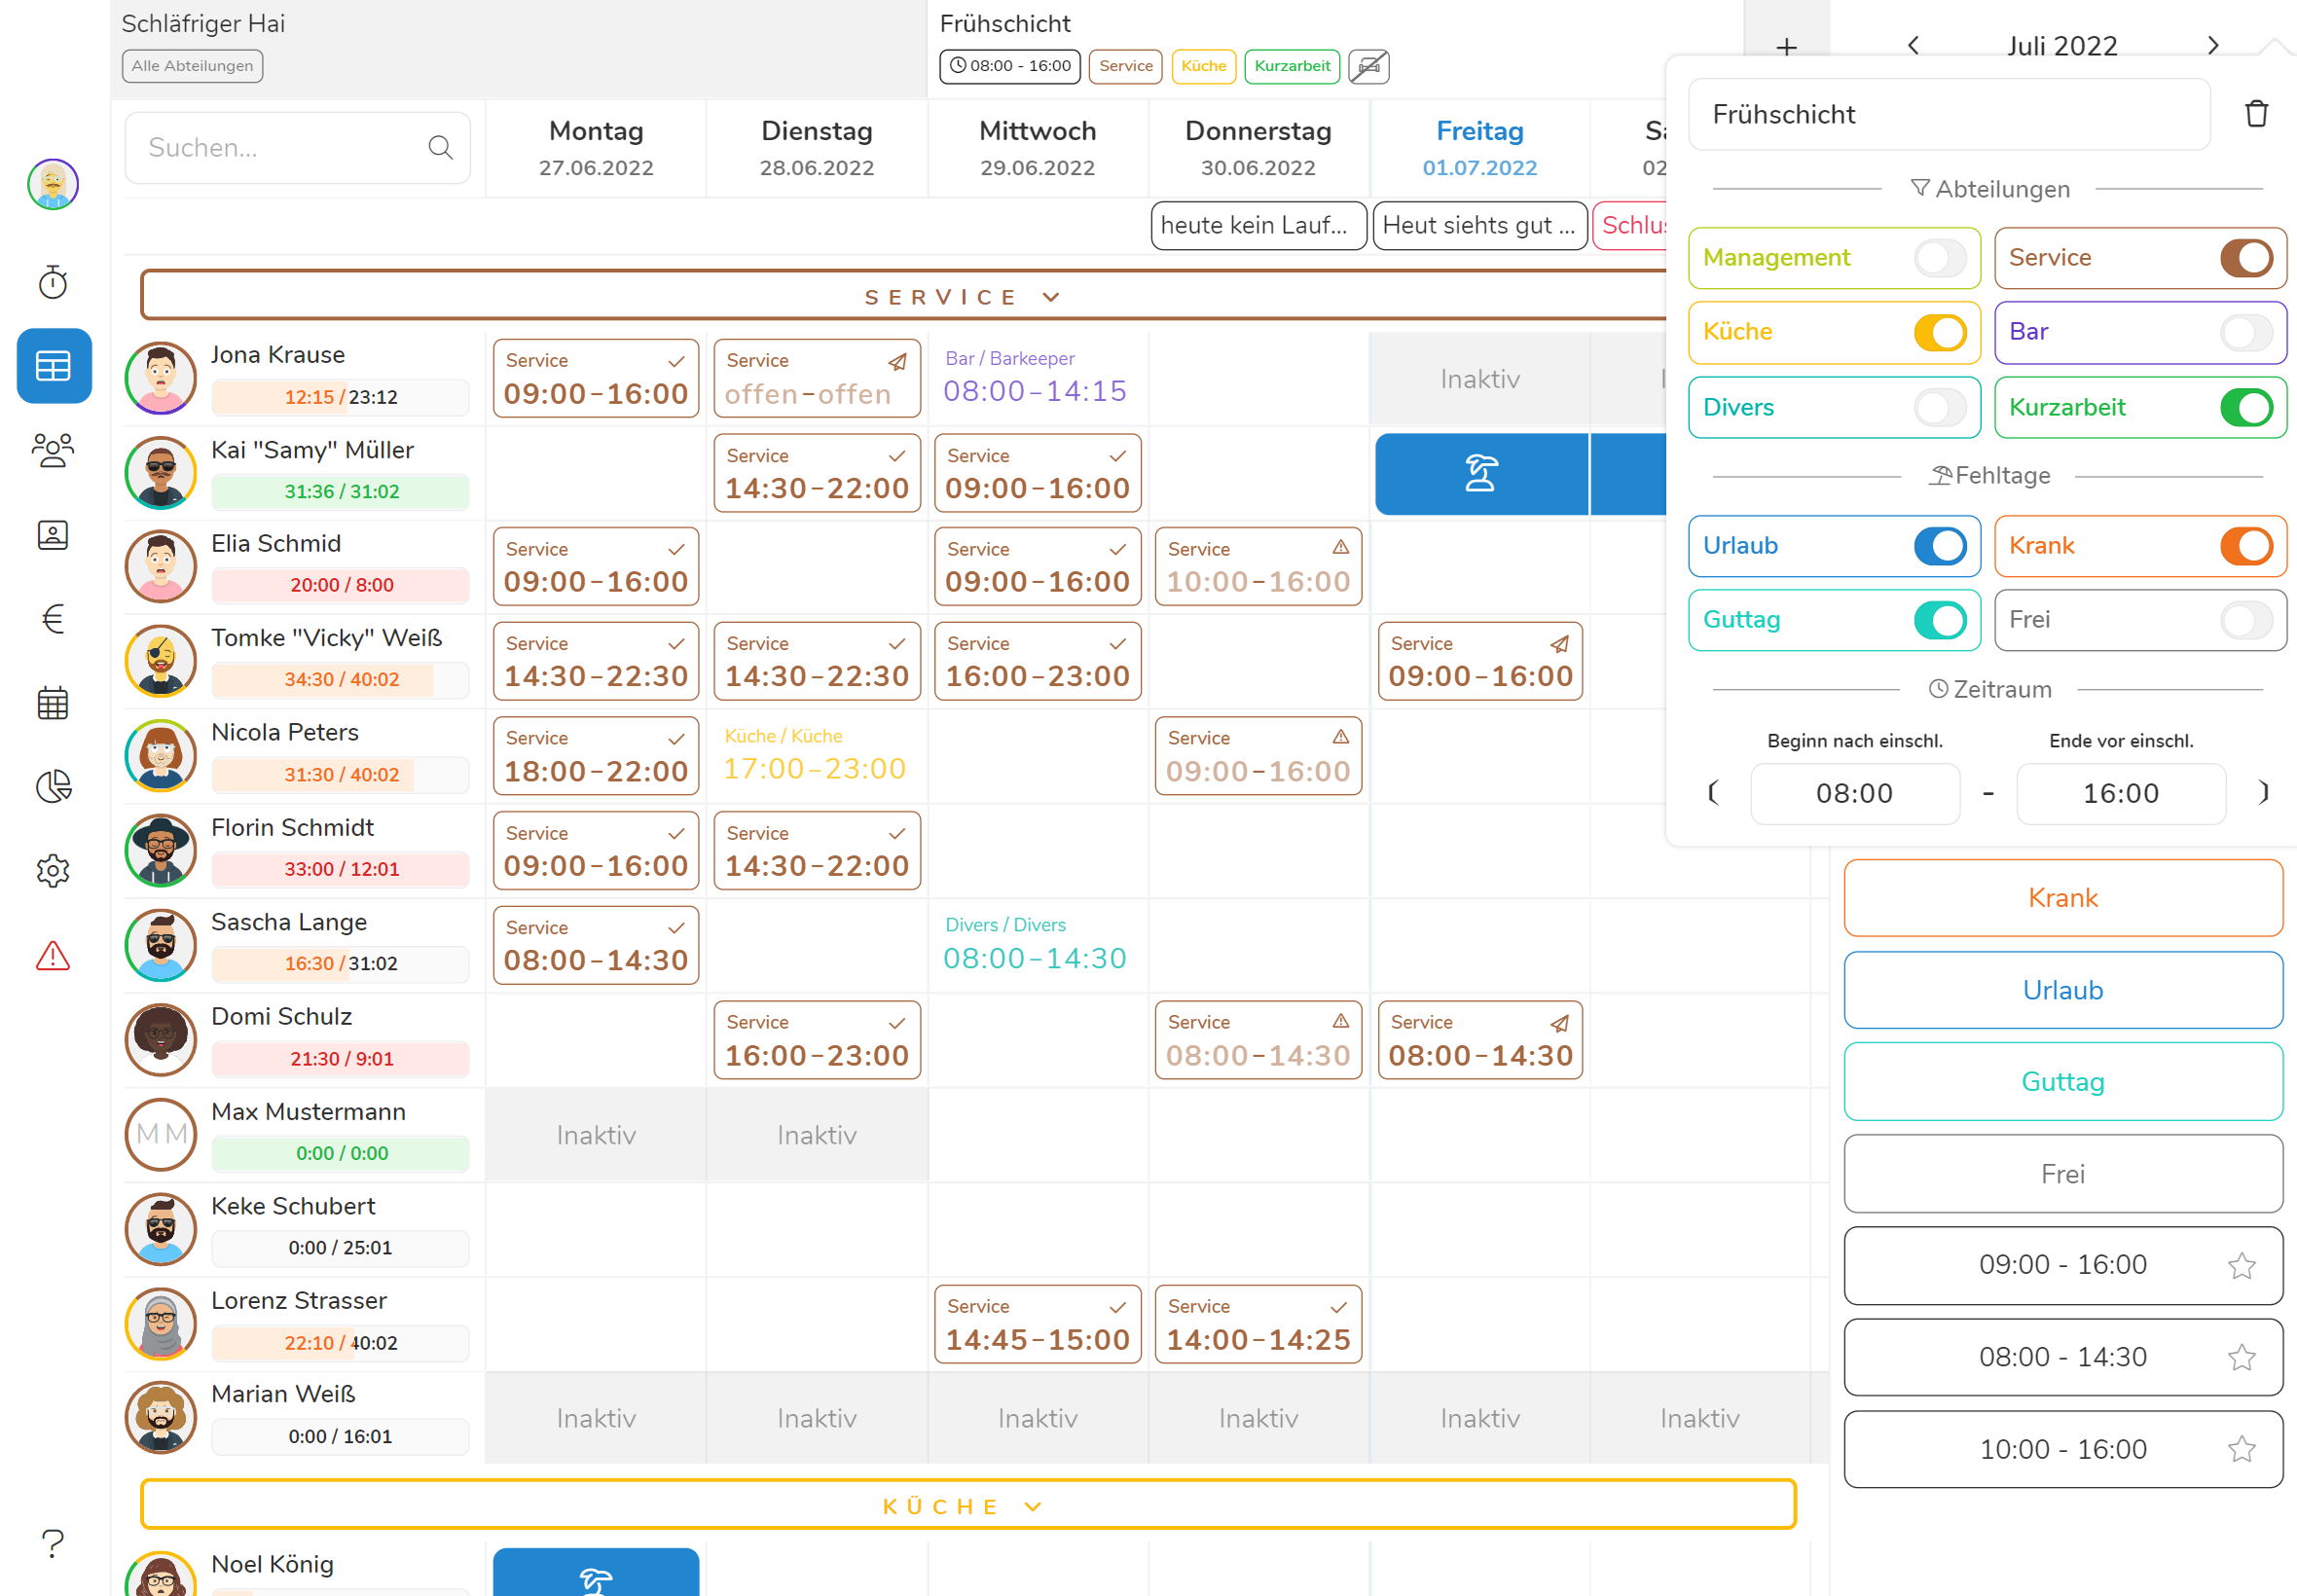 Schläfriger Hai
Alle Abteilungen
Frühschicht
08:00 - 16:00 Service Küche Kurzarbeit
+
Juli 2022
Suchen...
Montag
27.06.2022
Dienstag
28.06.2022
Mittwoch
29.06.2022
Donnerstag
30.06.2022
Freitag
01.07.2022
heute kein Lauf...
Heut siehts gut ...
SERVICE
Jona Krause
12:15 / 23:12
Service
09:00-16:00
Service
offen-offen
Bar / Barkeeper
08:00-14:15
Inaktiv
Kai "Samy" Müller
31:36 / 31:02
Service
14:30-22:00
Service
09:00-16:00
Elia Schmid
20:00 / 8:00
Service
09:00-16:00
Service
09:00-16:00
Service
10:00-16:00
Tomke "Vicky" Weiß
34:30 / 40:02
Service
14:30-22:30
Service
14:30-22:30
Service
16:00-23:00
Service
09:00-16:00
Nicola Peters
31:30 / 40:02
Service
18:00-22:00
Küche / Küche
17:00-23:00
Service
09:00-16:00
Florin Schmidt
33:00 / 12:01
Service
09:00-16:00
Service
14:30-22:00
Sascha Lange
16:30 / 31:02
Service
08:00-14:30
Divers / Divers
08:00-14:30
Domi Schulz
21:30 / 9:01
Service
16:00-23:00
Service
08:00-14:30
Service
08:00-14:30
MM
Max Mustermann
0:00 / 0:00
Inaktiv
Inaktiv
Keke Schubert
0:00 / 25:01
Lorenz Strasser
22:10 / 40:02
Service
14:45-15:00
Service
14:00-14:25
Marian Weiß
0:00 / 16:01
Inaktiv
Inaktiv
Inaktiv
Inaktiv
Inaktiv
Inaktiv
KÜCHE
Noel König
?
Frühschicht
Abteilungen
Management
Service
Küche
Bar
Divers
Kurzarbeit
Fehltage
Urlaub
Krank
Guttag
Frei
Zeitraum
Beginn nach einschl.
Ende vor einschl.
08:00 - 16:00
Krank
Urlaub
Guttag
Frei
09:00 - 16:00
08:00 - 14:30
10:00 - 16:00